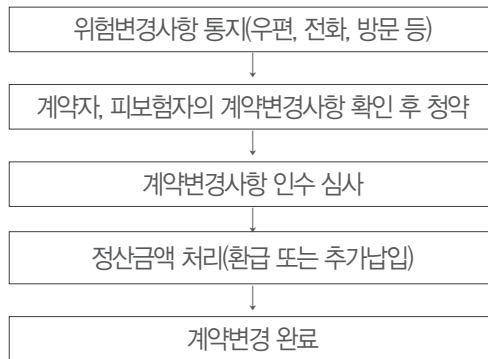 위험변경사항 통지(우편, 전화, 방문 등)
계약자, 피보험자의 계약변경사항 확인 후 청약
계약변경사항 인수 심사
정산금액 처리(환급 또는 추가납입)
계약변경 완료